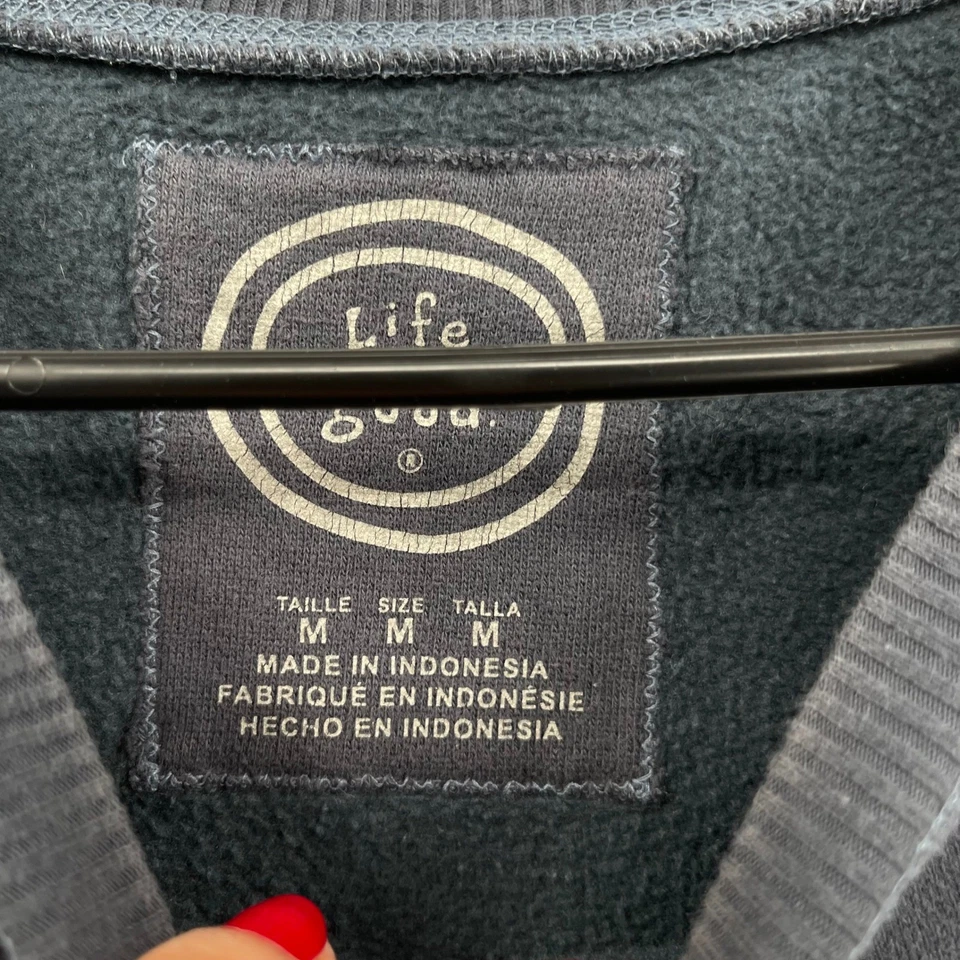 Life
good.
®
TAILLE SIZE TALLA
M M M
MADE IN INDONESIA
FABRIQUÉ EN INDONÉSIE
HECHO EN INDONESIA